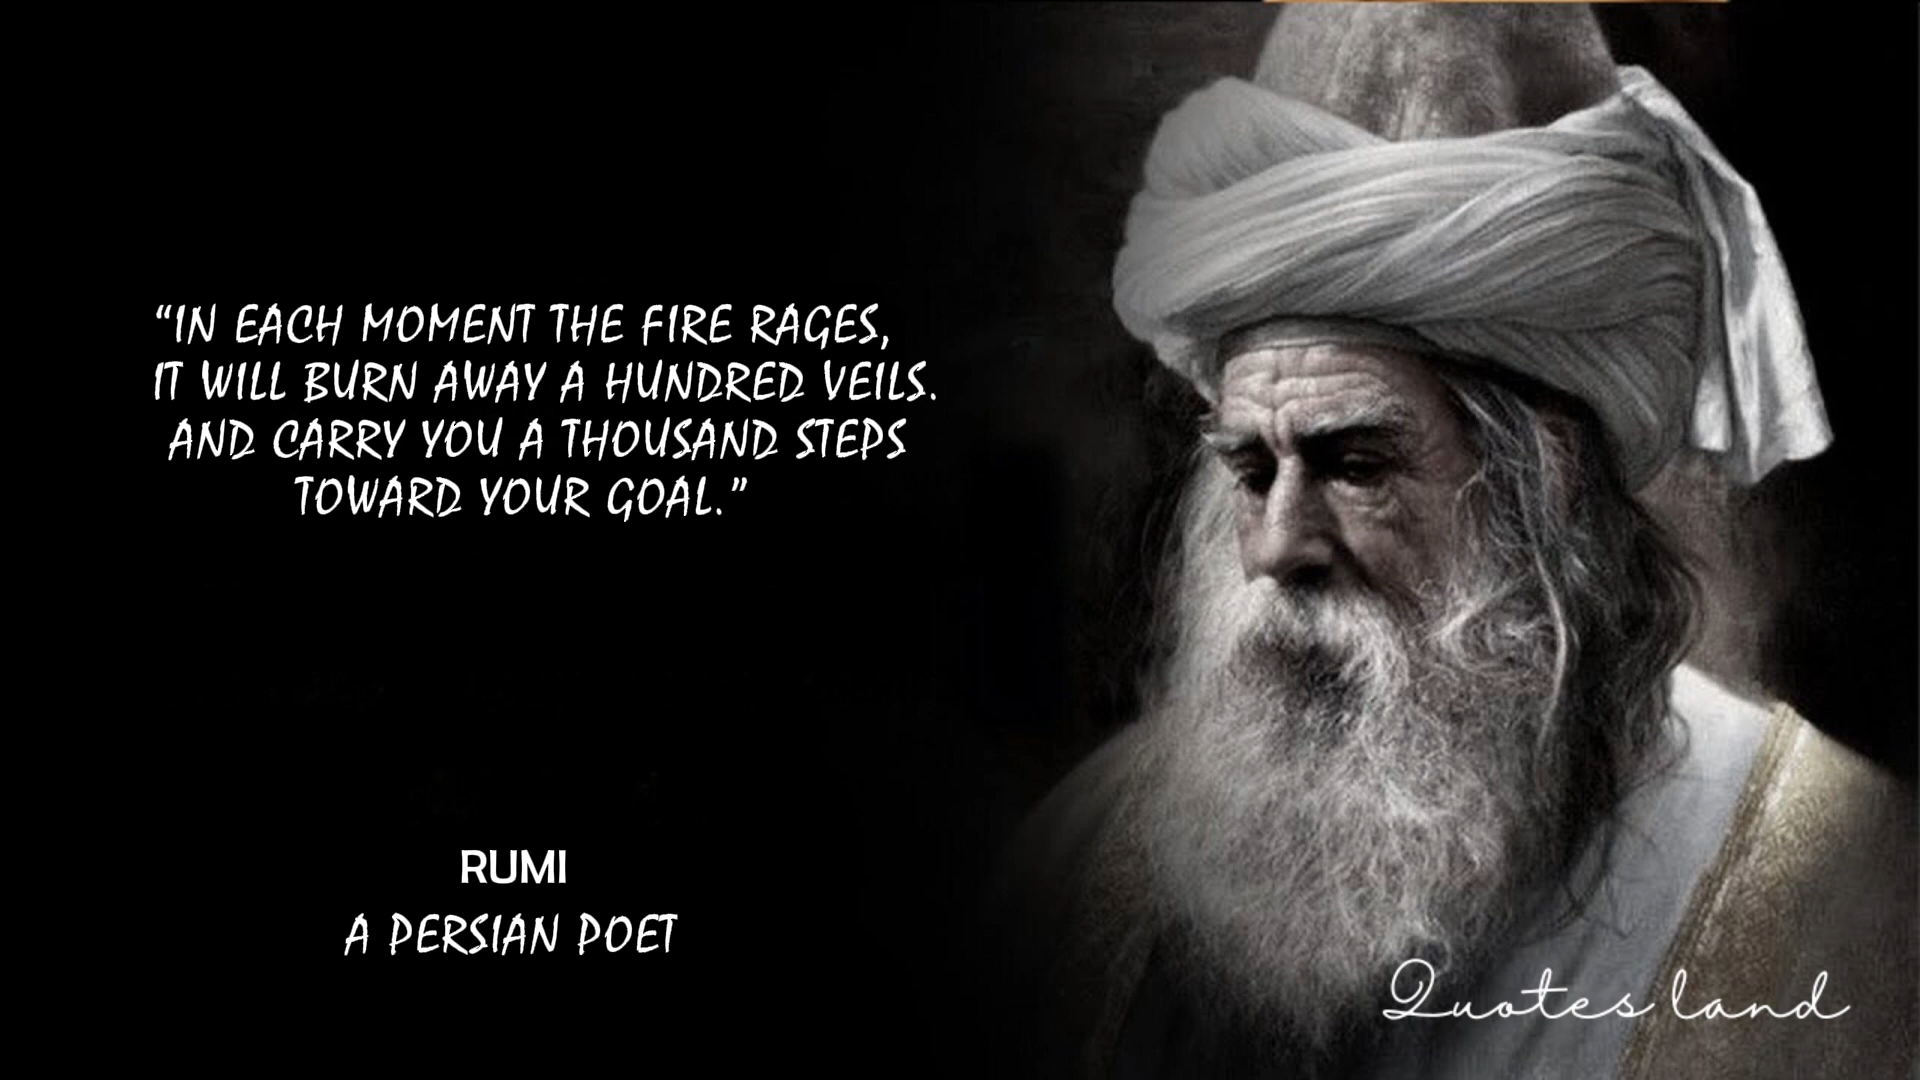 “IN EACH MOMENT THE FIRE RAGES,
IT WILL BURN AWAY A HUNDRED VEILS.
AND CARRY YOU A THOUSAND STEPS
TOWARD YOUR GOAL.”
RUMI
A PERSIAN POET
Quotes land